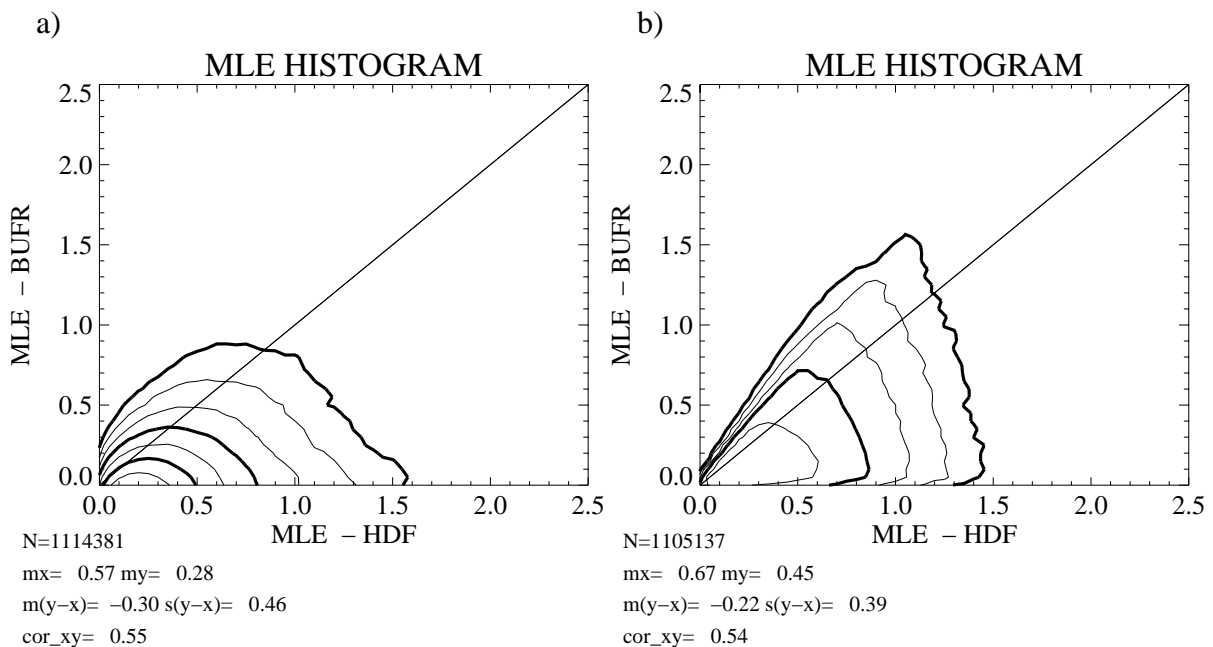 a)
MLE HISTOGRAM
2.5
2.0
1.5
1.0
0.5
0.0
MLE − BUFR
0.0 0.5 1.0 1.5 2.0 2.5
MLE − HDF
N=1114381
mx= 0.57 my= 0.28
m(y−x)= −0.30 s(y−x)= 0.46
cor_xy= 0.55
b)
MLE HISTOGRAM
2.5
2.0
1.5
1.0
0.5
0.0
MLE − BUFR
0.0 0.5 1.0 1.5 2.0 2.5
MLE − HDF
N=1105137
mx= 0.67 my= 0.45
m(y−x)= −0.22 s(y−x)= 0.39
cor_xy= 0.54